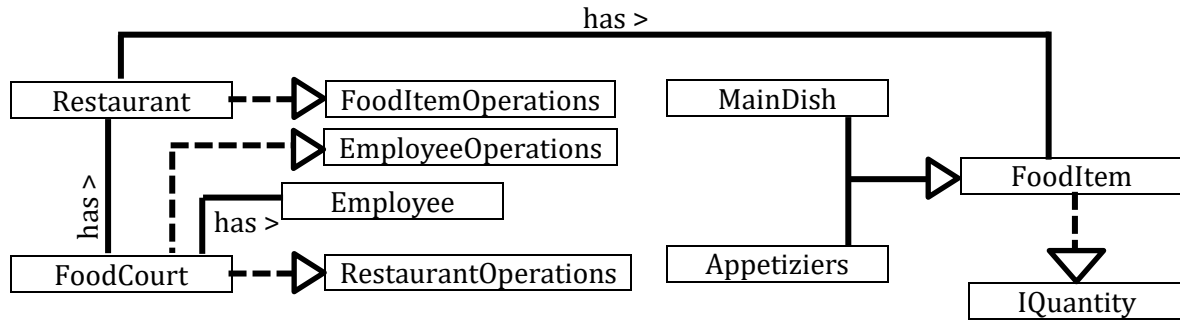 has >
Restaurant
FoodItemOperations
MainDish
EmployeeOperations
FoodItem
Employee
has >
has >
FoodCourt
RestaurantOperations
Appetiziers
IQuantity